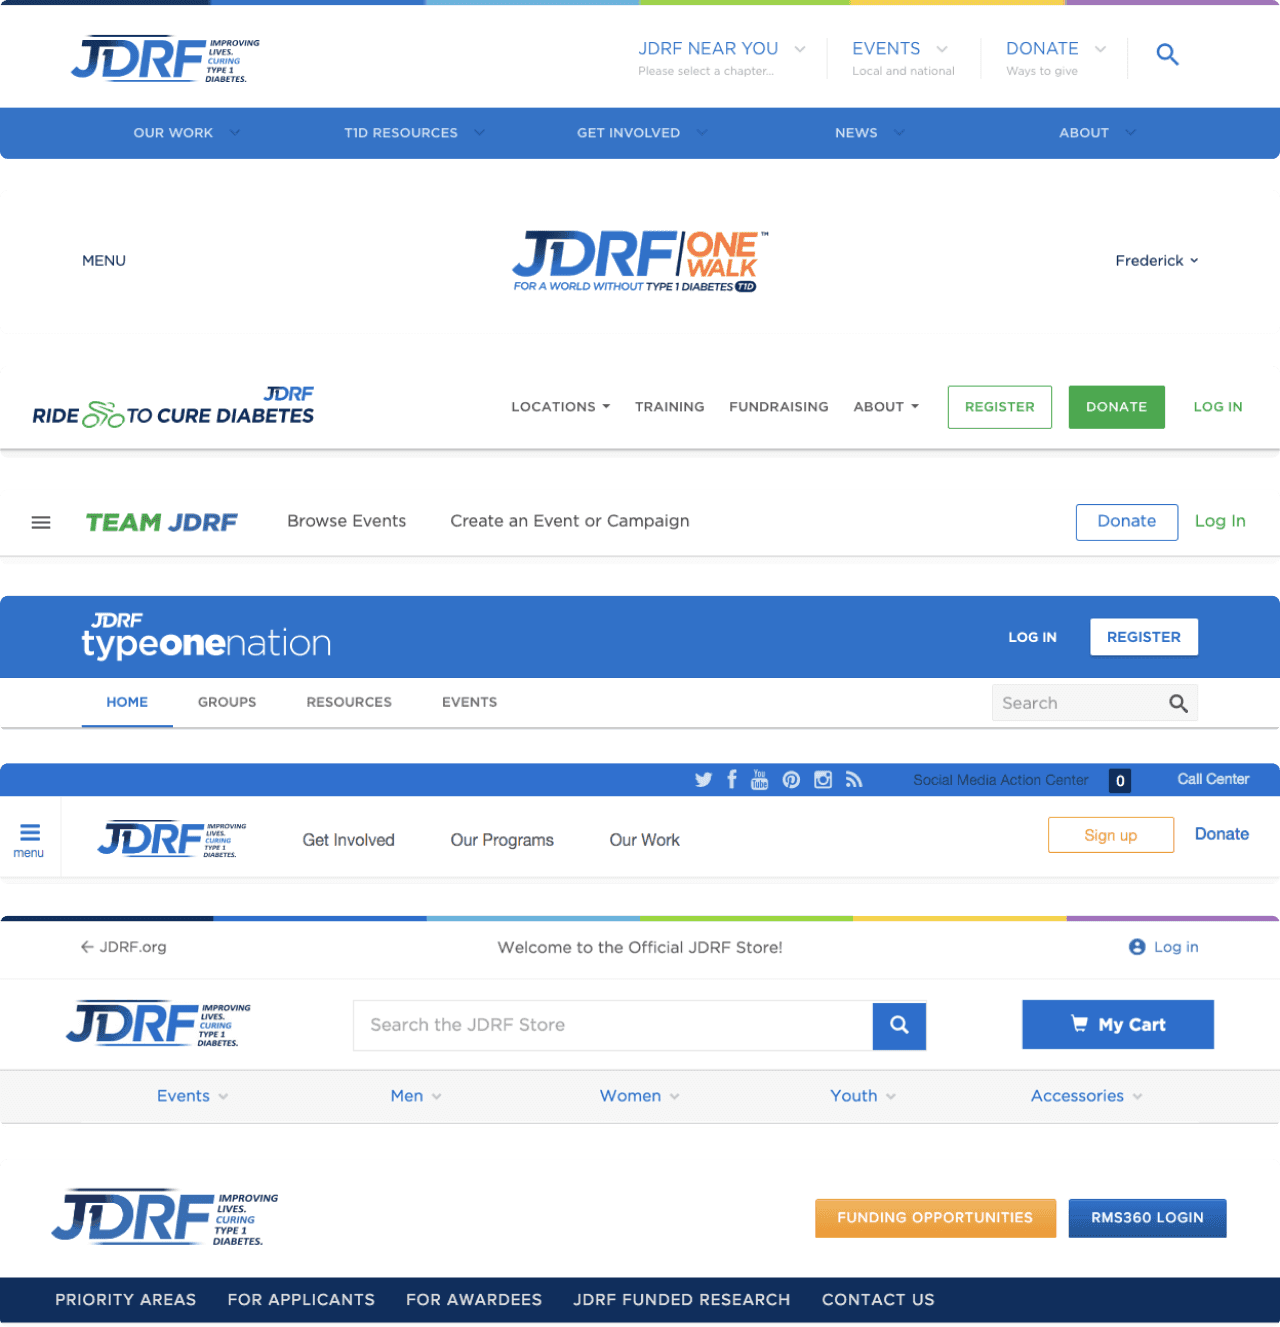 JDRF IMPROVING
LIVES.
CURING
TYPE 1
DIABETES.
JDRF NEAR YOU EVENTS DONATE
Please select a chapter... Local and national Ways to give
OUR WORK T1D RESOURCES GET INVOLVED NEWS ABOUT
MENU
JDRF ONE WALK™
FOR A WORLD WITHOUT TYPE 1 DIABETES T1D
Frederick
JDRF
RIDE TO CURE DIABETES
LOCATIONS TRAINING FUNDRAISING ABOUT REGISTER DONATE LOG IN
TEAM JDRF Browse Events Create an Event or Campaign Donate Log In
JDRF
typeonenation
LOG IN REGISTER
HOME GROUPS RESOURCES EVENTS Search
You
Tube
Social Media Action Center 0 Call Center
menu
JDRF IMPROVING
LIVES.
CURING
TYPE 1
DIABETES.
Get Involved Our Programs Our Work Sign up Donate
JDRF.org Welcome to the Official JDRF Store! Log in
JDRF IMPROVING
LIVES.
CURING
TYPE 1
DIABETES.
Search the JDRF Store My Cart
Events Men Women Youth Accessories
JDRF IMPROVING
LIVES.
CURING
TYPE 1
DIABETES.
FUNDING OPPORTUNITIES RMS360 LOGIN
PRIORITY AREAS FOR APPLICANTS FOR AWARDEES JDRF FUNDED RESEARCH CONTACT US